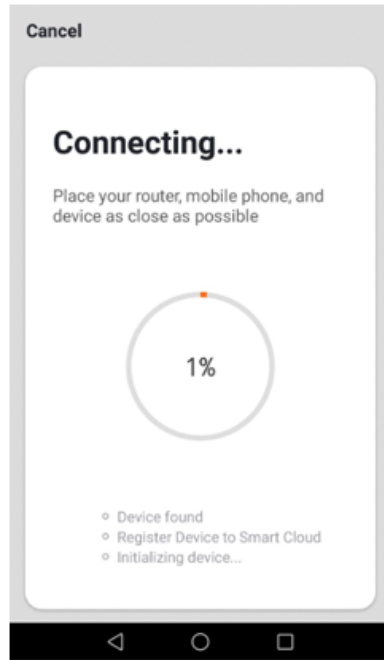 Cancel
Connecting...
Place your router, mobile phone, and
device as close as possible
1%
Device found
Register Device to Smart Cloud
Initializing device...